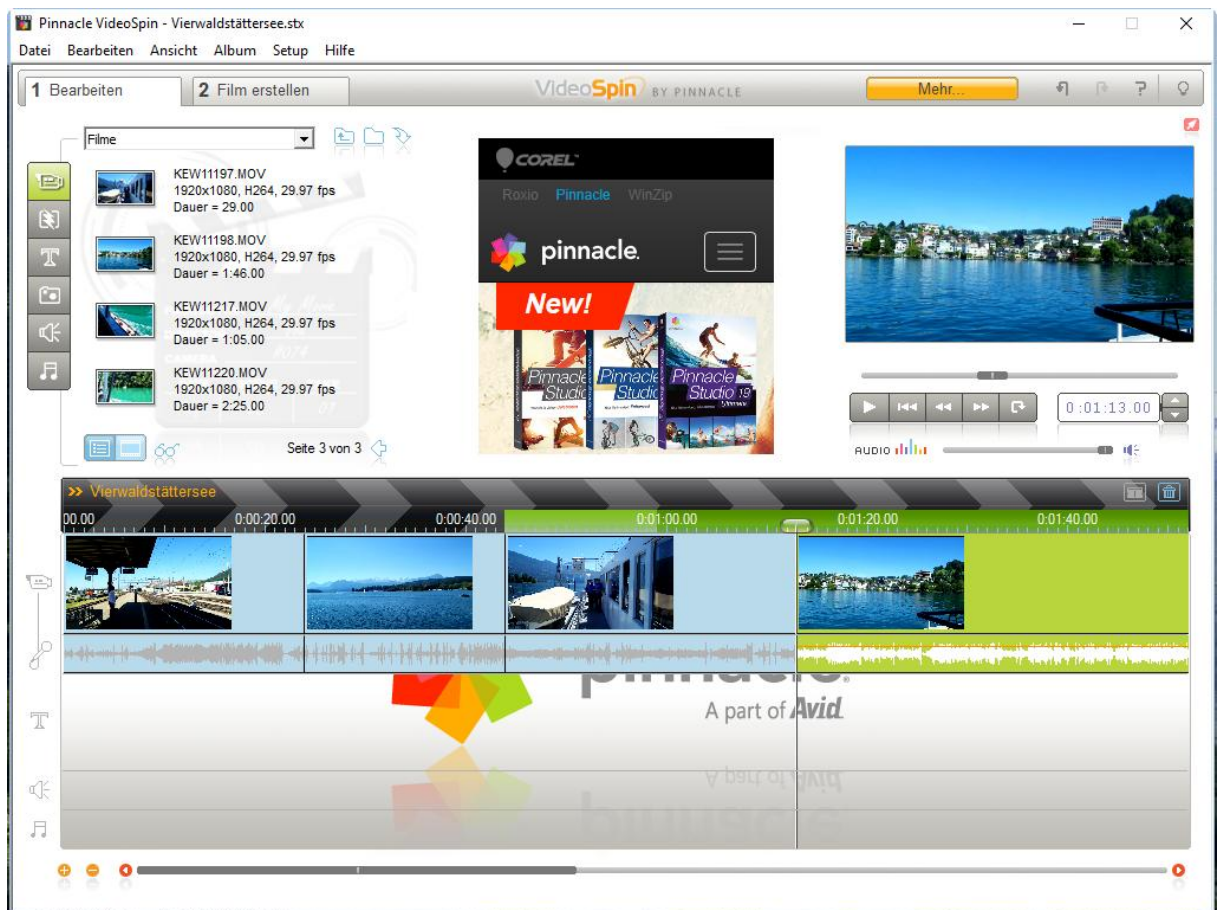 Pinnacle VideoSpin - Vierwaldstättersee.stx
Datei Bearbeiten Ansicht Album Setup Hilfe
1 Bearbeiten
2 Film erstellen
VideoSpin BY PINNACLE
Mehr...
Filme
KEW11197.MOV
1920x1080, H264, 29.97 fps
Dauer = 29.00
KEW11198.MOV
1920x1080, H264, 29.97 fps
Dauer = 1:46.00
KEW11217.MOV
1920x1080, H264, 29.97 fps
Dauer = 1:05.00
KEW11220.MOV
1920x1080, H264, 29.97 fps
Dauer = 2:25.00
Seite 3 von 3
COREL
Roxio Pinnacle WinZip
pinnacle.
New!
Pinnacle Studio
Pinnacle Studio
Pinnacle Studio 19
Ultimate
0:01:13.00
AUDIO
Vierwaldstättersee
00.00 0:00:20.00 0:00:40.00 0:01:00.00 0:01:20.00 0:01:40.00
pinnacle.
A part of Avid